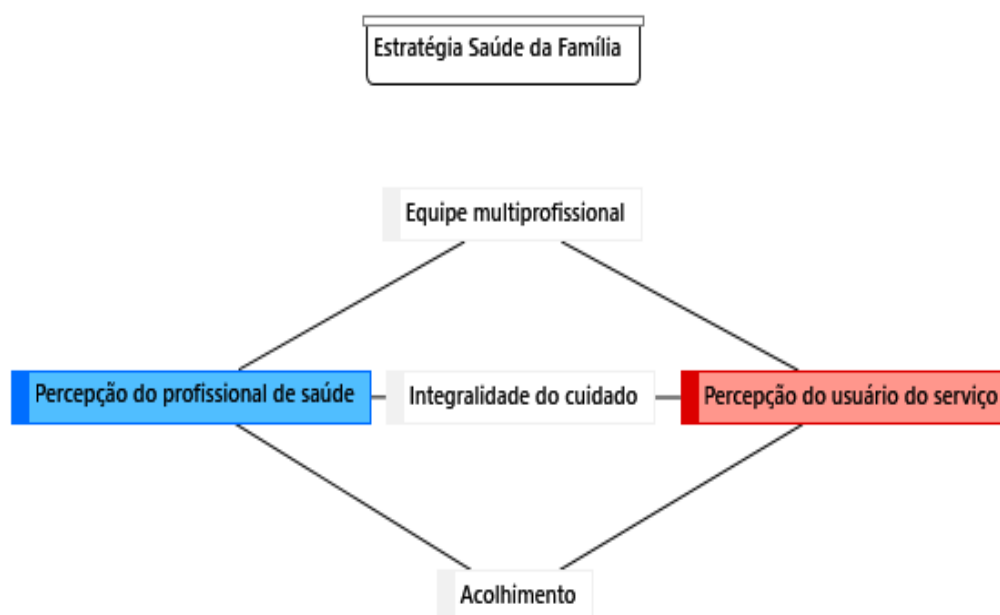 Estratégia Saúde da Família
Equipe multiprofissional
Percepção do profissional de saúde
Integralidade do cuidado
Percepção do usuário do serviço
Acolhimento